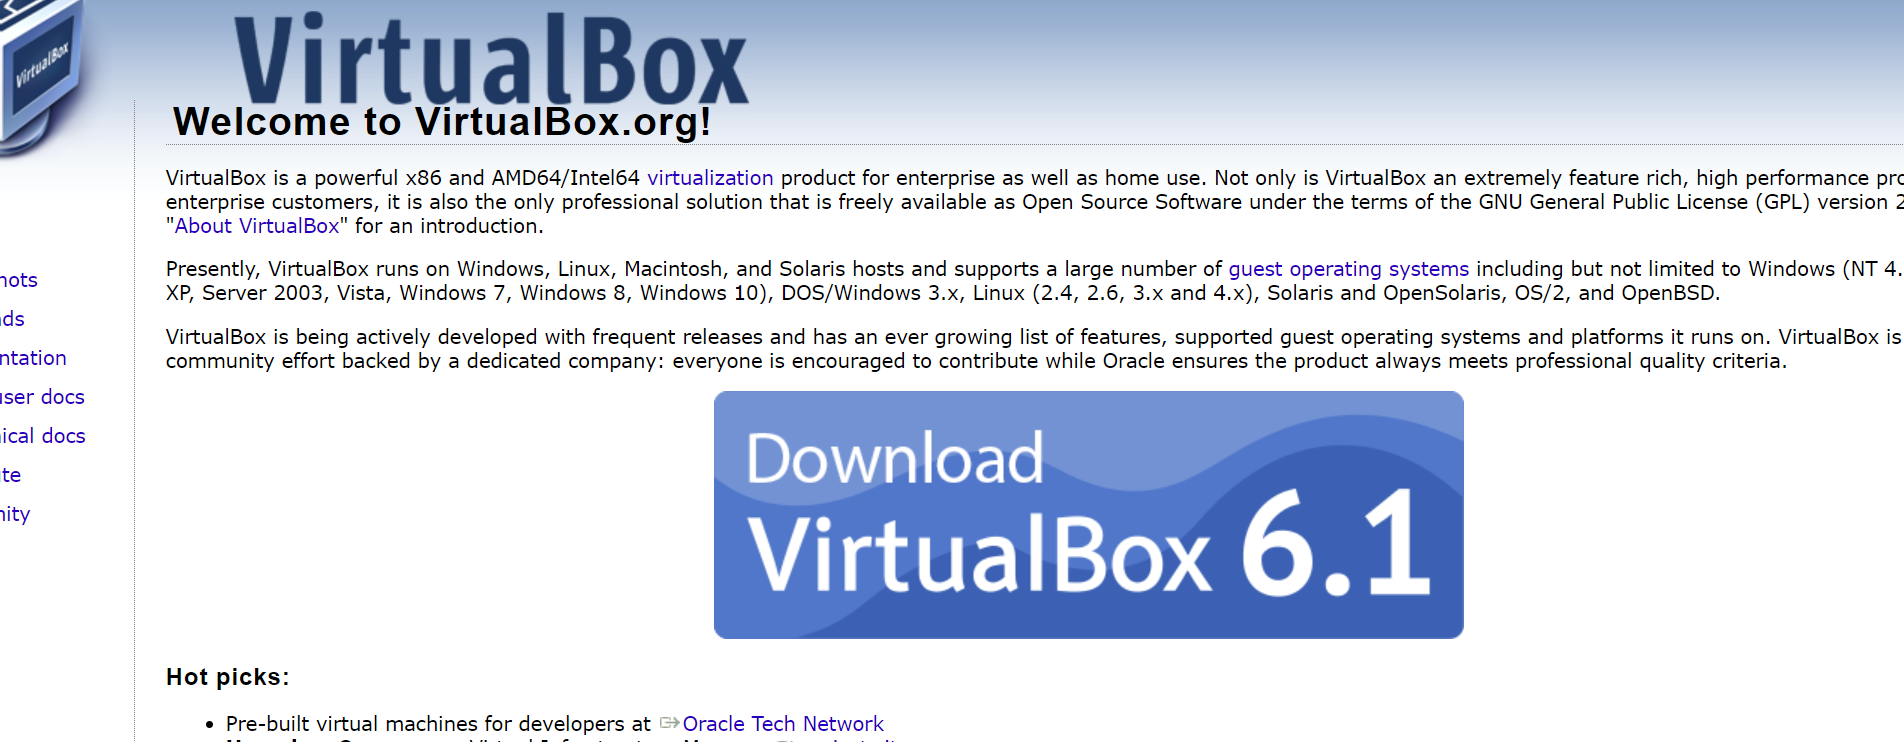 VirtualBox
VirtualBox
Welcome to VirtualBox.org!
VirtualBox is a powerful x86 and AMD64/Intel64 virtualization product for enterprise as well as home use. Not only is VirtualBox an extremely feature rich, high performance
enterprise customers, it is also the only professional solution that is freely available as Open Source Software under the terms of the GNU General Public License (GPL) version 2
"About VirtualBox" for an introduction.
Presently, VirtualBox runs on Windows, Linux, Macintosh, and Solaris hosts and supports a large number of guest operating systems including but not limited to Windows (NT 4.
XP, Server 2003, Vista, Windows 7, Windows 8, Windows 10), DOS/Windows 3.x, Linux (2.4, 2.6, 3.x and 4.x), Solaris and OpenSolaris, OS/2, and OpenBSD.
VirtualBox is being actively developed with frequent releases and has an ever growing list of features, supported guest operating systems and platforms it runs on. VirtualBox is
community effort backed by a dedicated company: everyone is encouraged to contribute while Oracle ensures the product always meets professional quality criteria.
docs
docs
Download
VirtualBox 6.1
Hot picks:
Pre-built virtual machines for developers at Oracle Tech Network